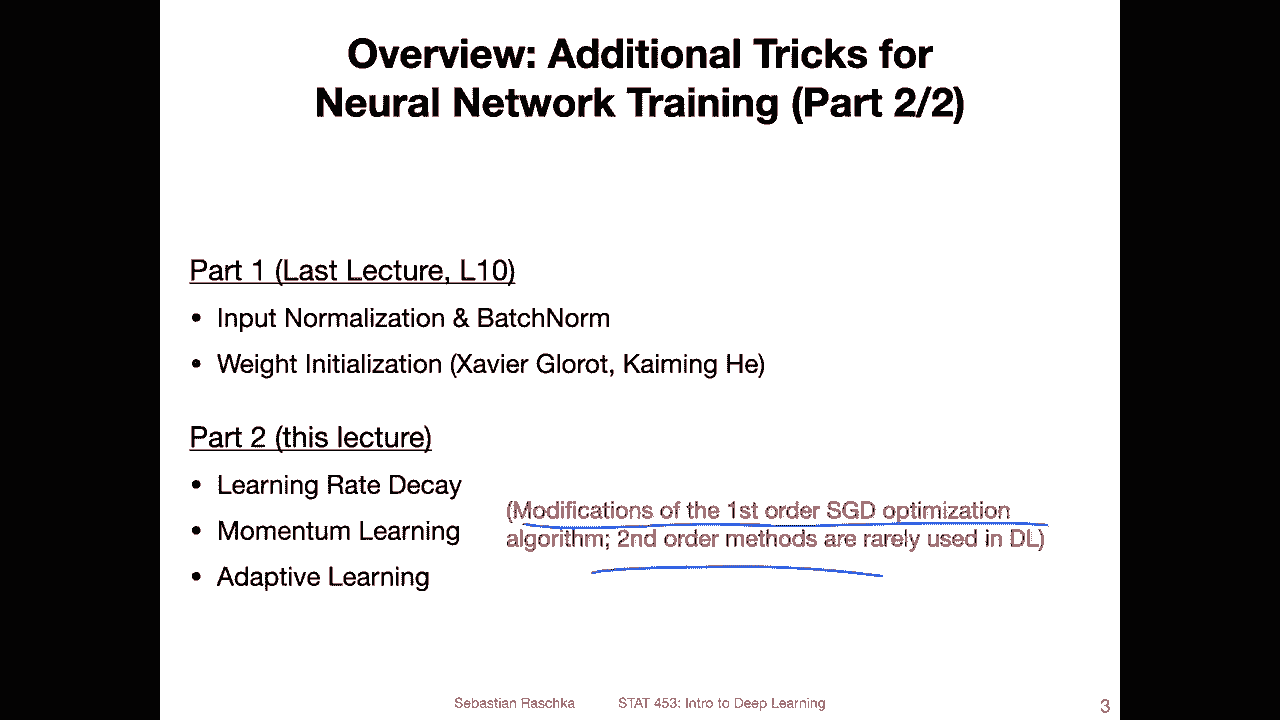 Overview: Additional Tricks for
Neural Network Training (Part 2/2)
Part 1 (Last Lecture, L10)
• Input Normalization & BatchNorm
• Weight Initialization (Xavier Glorot, Kaiming He)
Part 2 (this lecture)
• Learning Rate Decay
• Momentum Learning
• Adaptive Learning
(Modifications of the 1st order SGD optimization
algorithm; 2nd order methods are rarely used in DL)
Sebastian Raschka STAT 453: Intro to Deep Learning 3